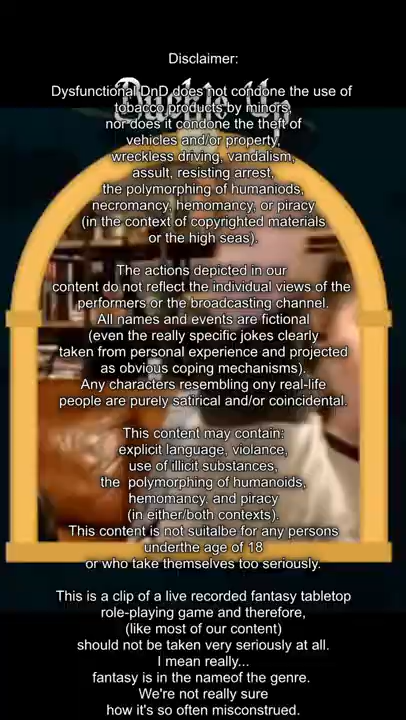 Disclaimer:
Dysfunctional DnD does not condone the use of
Buckle Up
tobacco products by minors,
nor does it condone the theft of
vehicles and/or property,
wreckless driving, vandalism,
assult, resisting arrest,
the polymorphing of humaniods,
necromancy, hemomancy, or piracy
(in the context of copyrighted materials
or the high seas).
The actions depicted in our
content do not reflect the individual views of the
performers or the broadcasting channel.
All names and events are fictional
(even the really specific jokes clearly
taken from personal experience and projected
as obvious coping mechanisms).
Any characters resembling ony real-life
people are purely satirical and/or coincidental.
This content may contain:
explicit language, violance,
use of illicit substances,
the polymorphing of humanoids,
hemomancy, and piracy
(in either/both contexts).
This content is not suitalbe for any persons
underthe age of 18
or who take themselves too seriously.
This is a clip of a live recorded fantasy tabletop
role-playing game and therefore,
(like most of our content)
should not be taken very seriously at all.
I mean really...
fantasy is in the nameof the genre.
We're not really sure
how it's so often misconstrued.